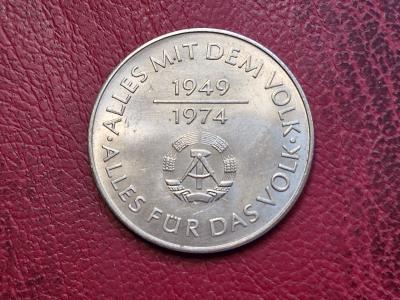 · ALLES MIT DEM VOLK ·
ALLES FÜR DAS VOLK
1949
1974